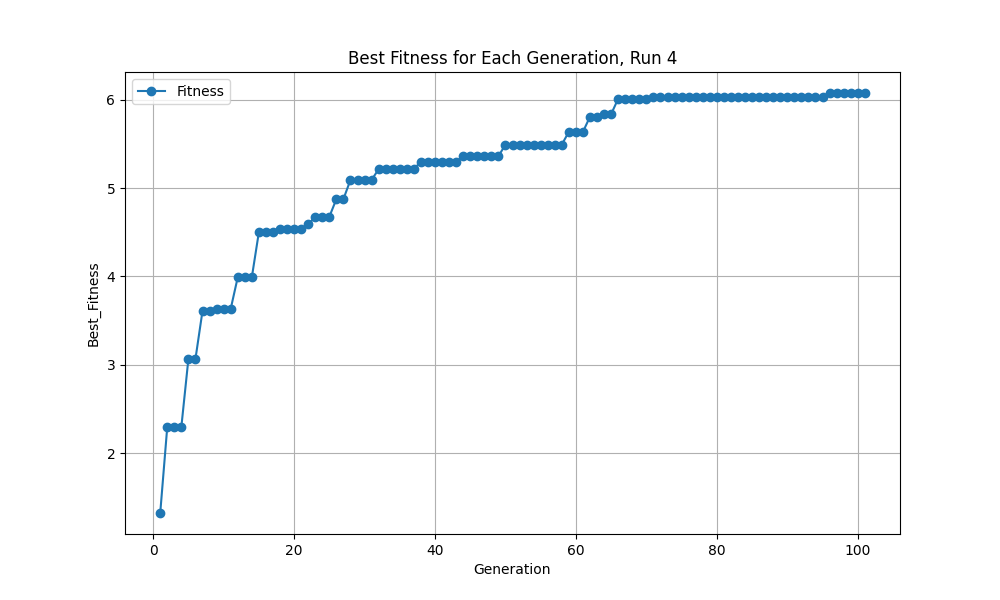 Best Fitness for Each Generation, Run 4
Fitness
Best_Fitness
6
5
4
3
2
0 20 40 60 80 100
Generation